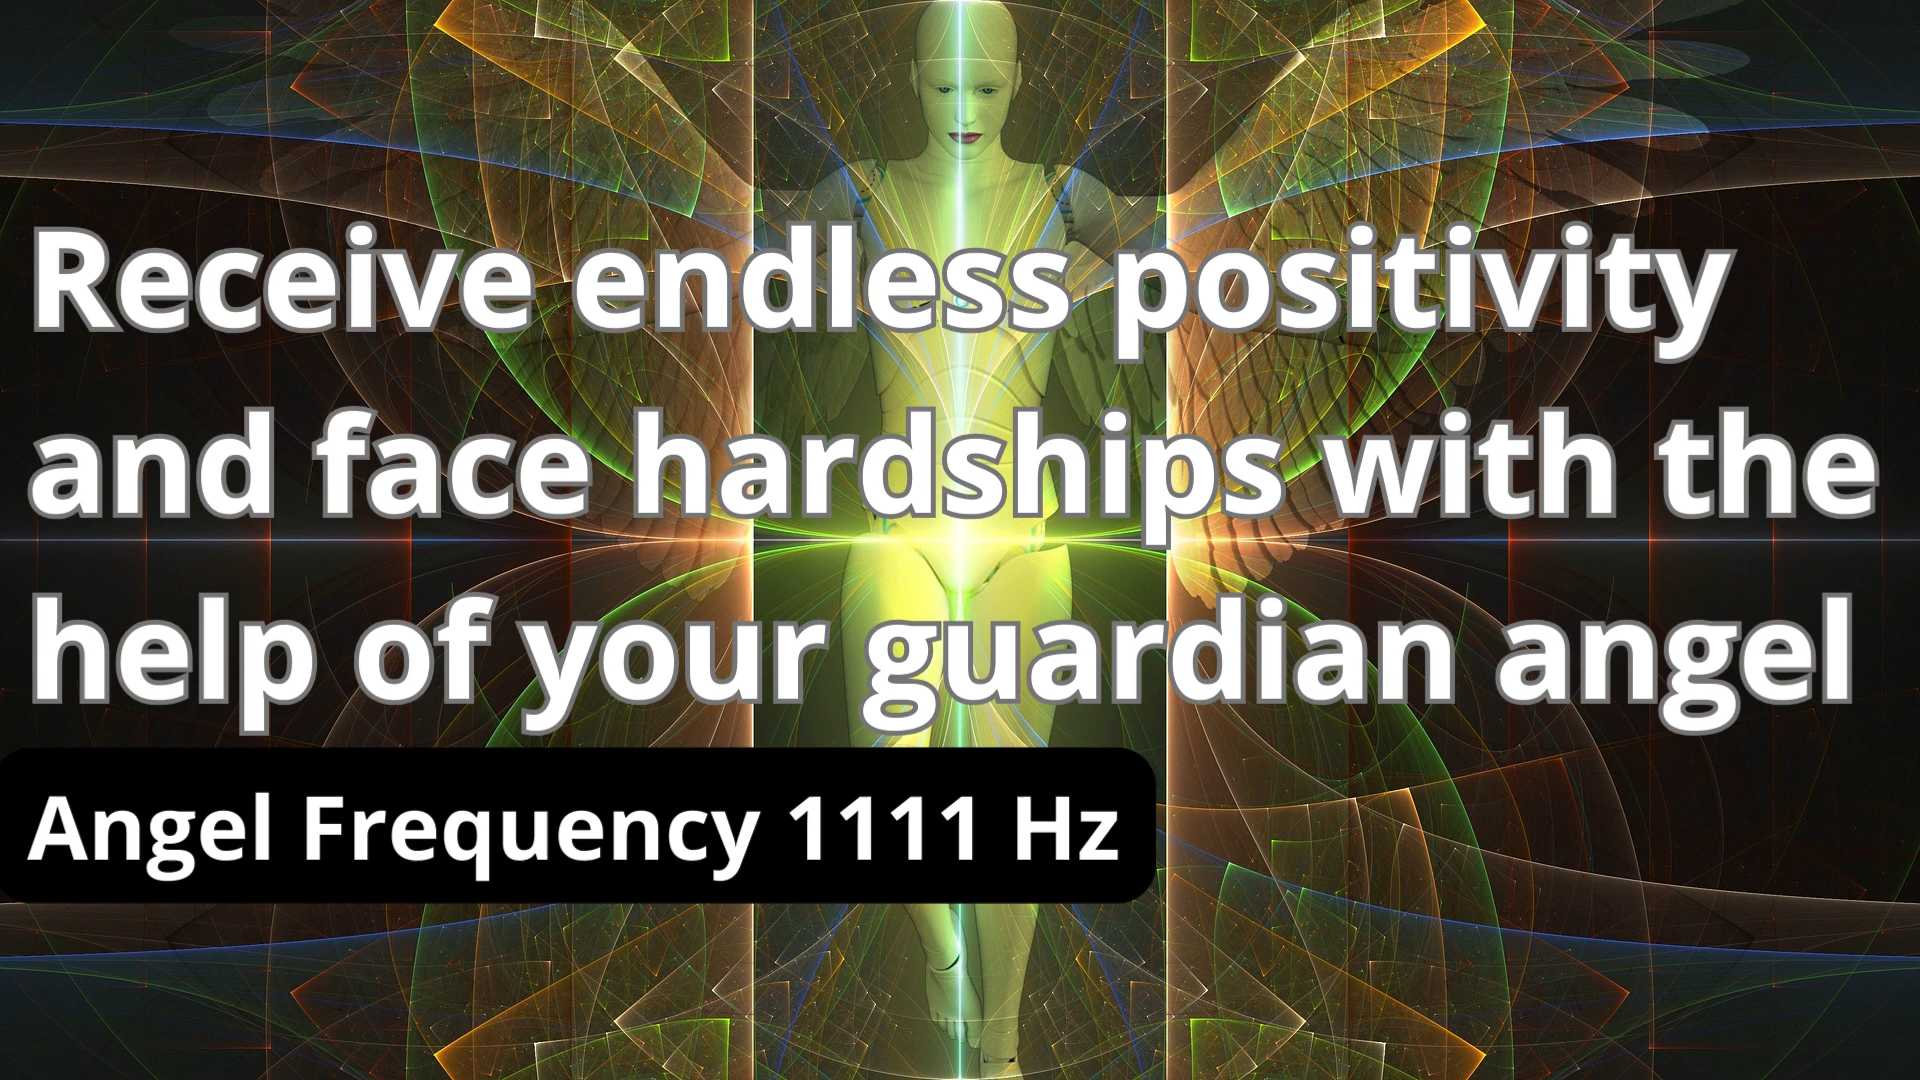 Receive endless positivity
and face hardships with the
help of your guardian angel
Angel Frequency 1111 Hz